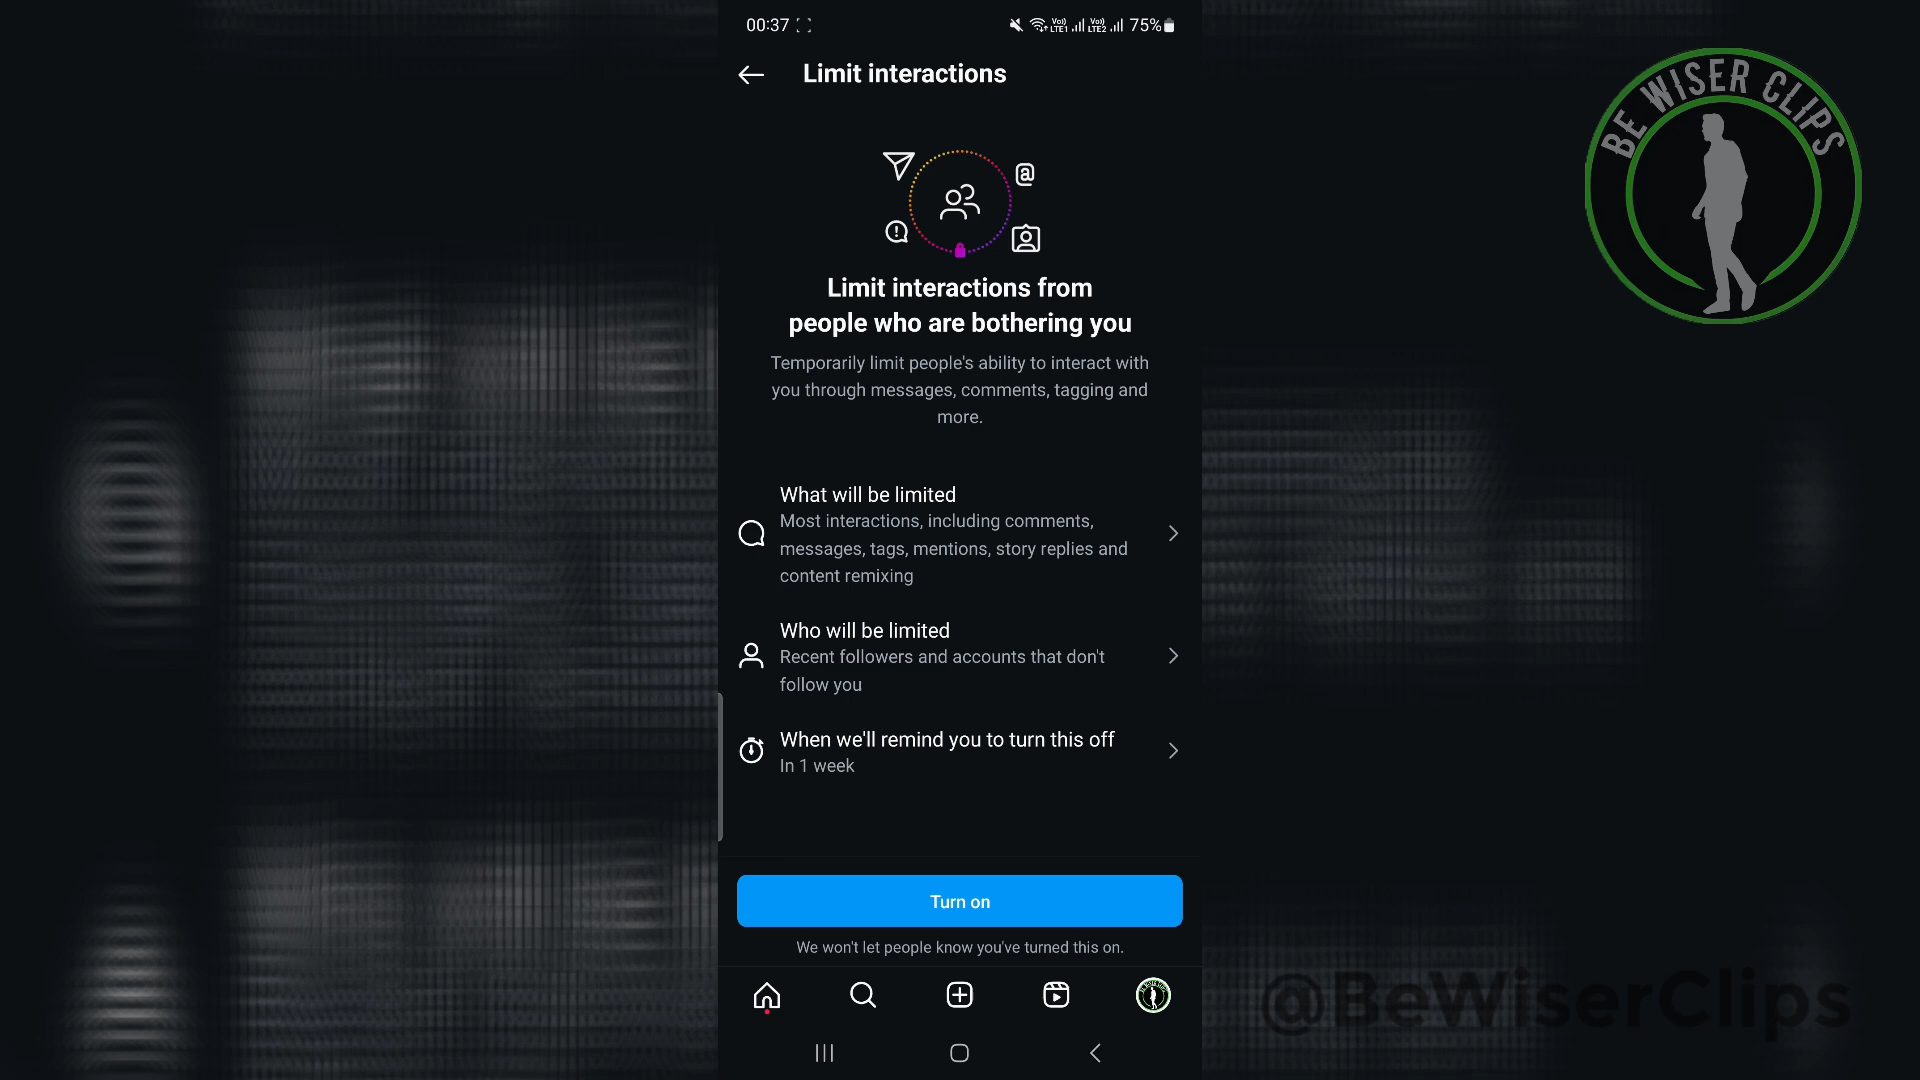 00:37
Vo)) LTE1 Vo)) LTE2 75%
Limit interactions
BE WISER CLIPS
@
Limit interactions from
people who are bothering you
Temporarily limit people's ability to interact with
you through messages, comments, tagging and
more.
What will be limited
Most interactions, including comments,
messages, tags, mentions, story replies and
content remixing
Who will be limited
Recent followers and accounts that don't
follow you
When we'll remind you to turn this off
In 1 week
Turn on
We won't let people know you've turned this on.
@BeWiserClips